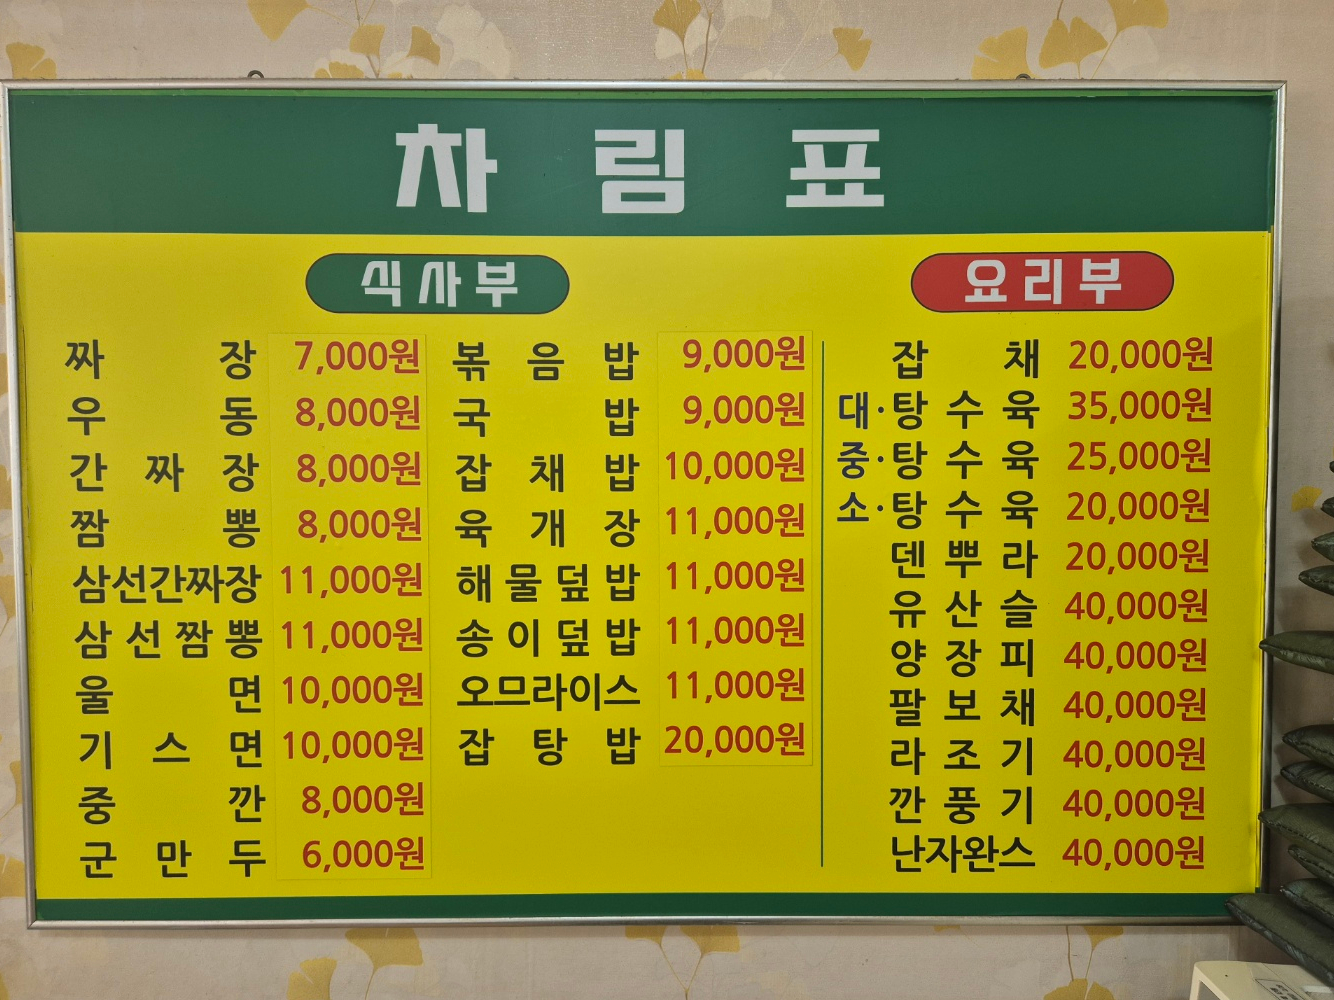 차림표
식사부
짜장 7,000원
우동 8,000원
간짜장 8,000원
짬뽕 8,000원
삼선간짜장 11,000원
삼선짬뽕 11,000원
울면 10,000원
기스면 10,000원
중깐 8,000원
군만두 6,000원
볶음밥 9,000원
국밥 9,000원
잡채밥 10,000원
육개장 11,000원
해물덮밥 11,000원
송이덮밥 11,000원
오므라이스 11,000원
잡탕밥 20,000원
요리부
잡채 20,000원
대·탕수육 35,000원
중·탕수육 25,000원
소·탕수육 20,000원
덴뿌라 20,000원
유산슬 40,000원
양장피 40,000원
팔보채 40,000원
라조기 40,000원
깐풍기 40,000원
난자완스 40,000원